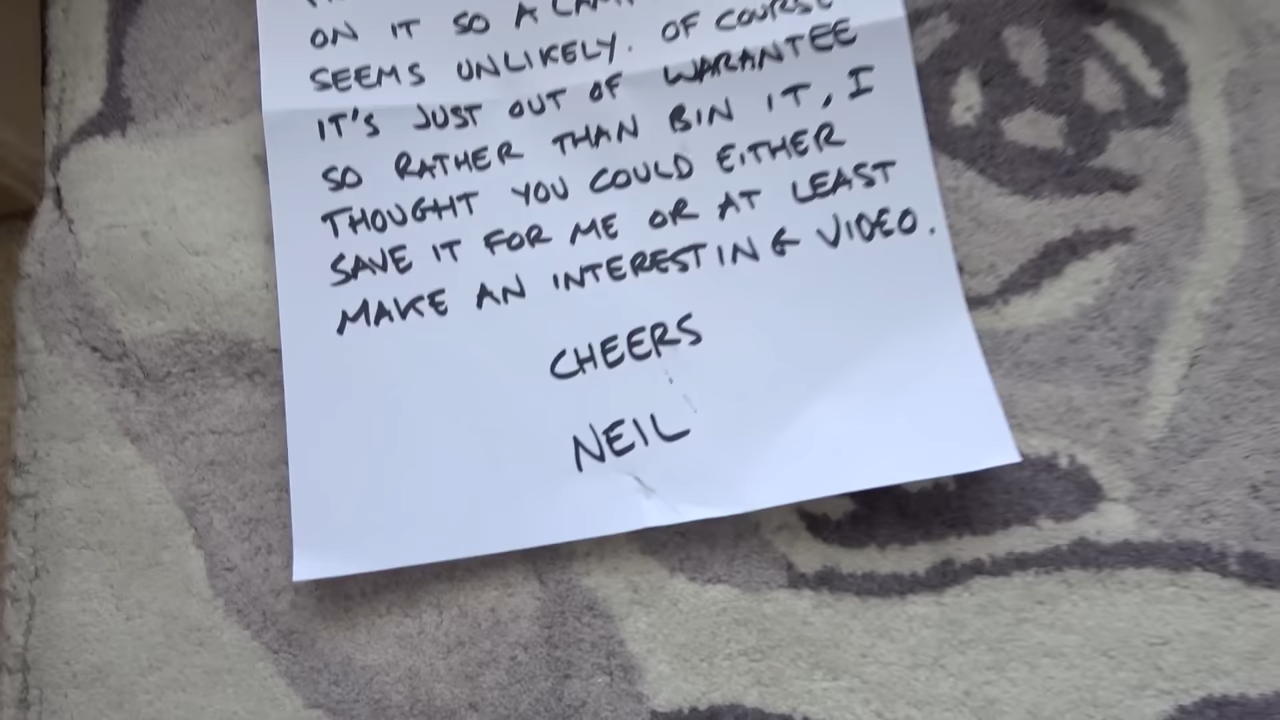 ON IT SO A
SEEMS UNLIKELY. OF COURSE
IT'S JUST OUT OF WARANTEE
SO RATHER THAN BIN IT, I
THOUGHT YOU COULD EITHER
SAVE IT FOR ME OR AT LEAST
MAKE AN INTERESTING VIDEO.
CHEERS
NEIL